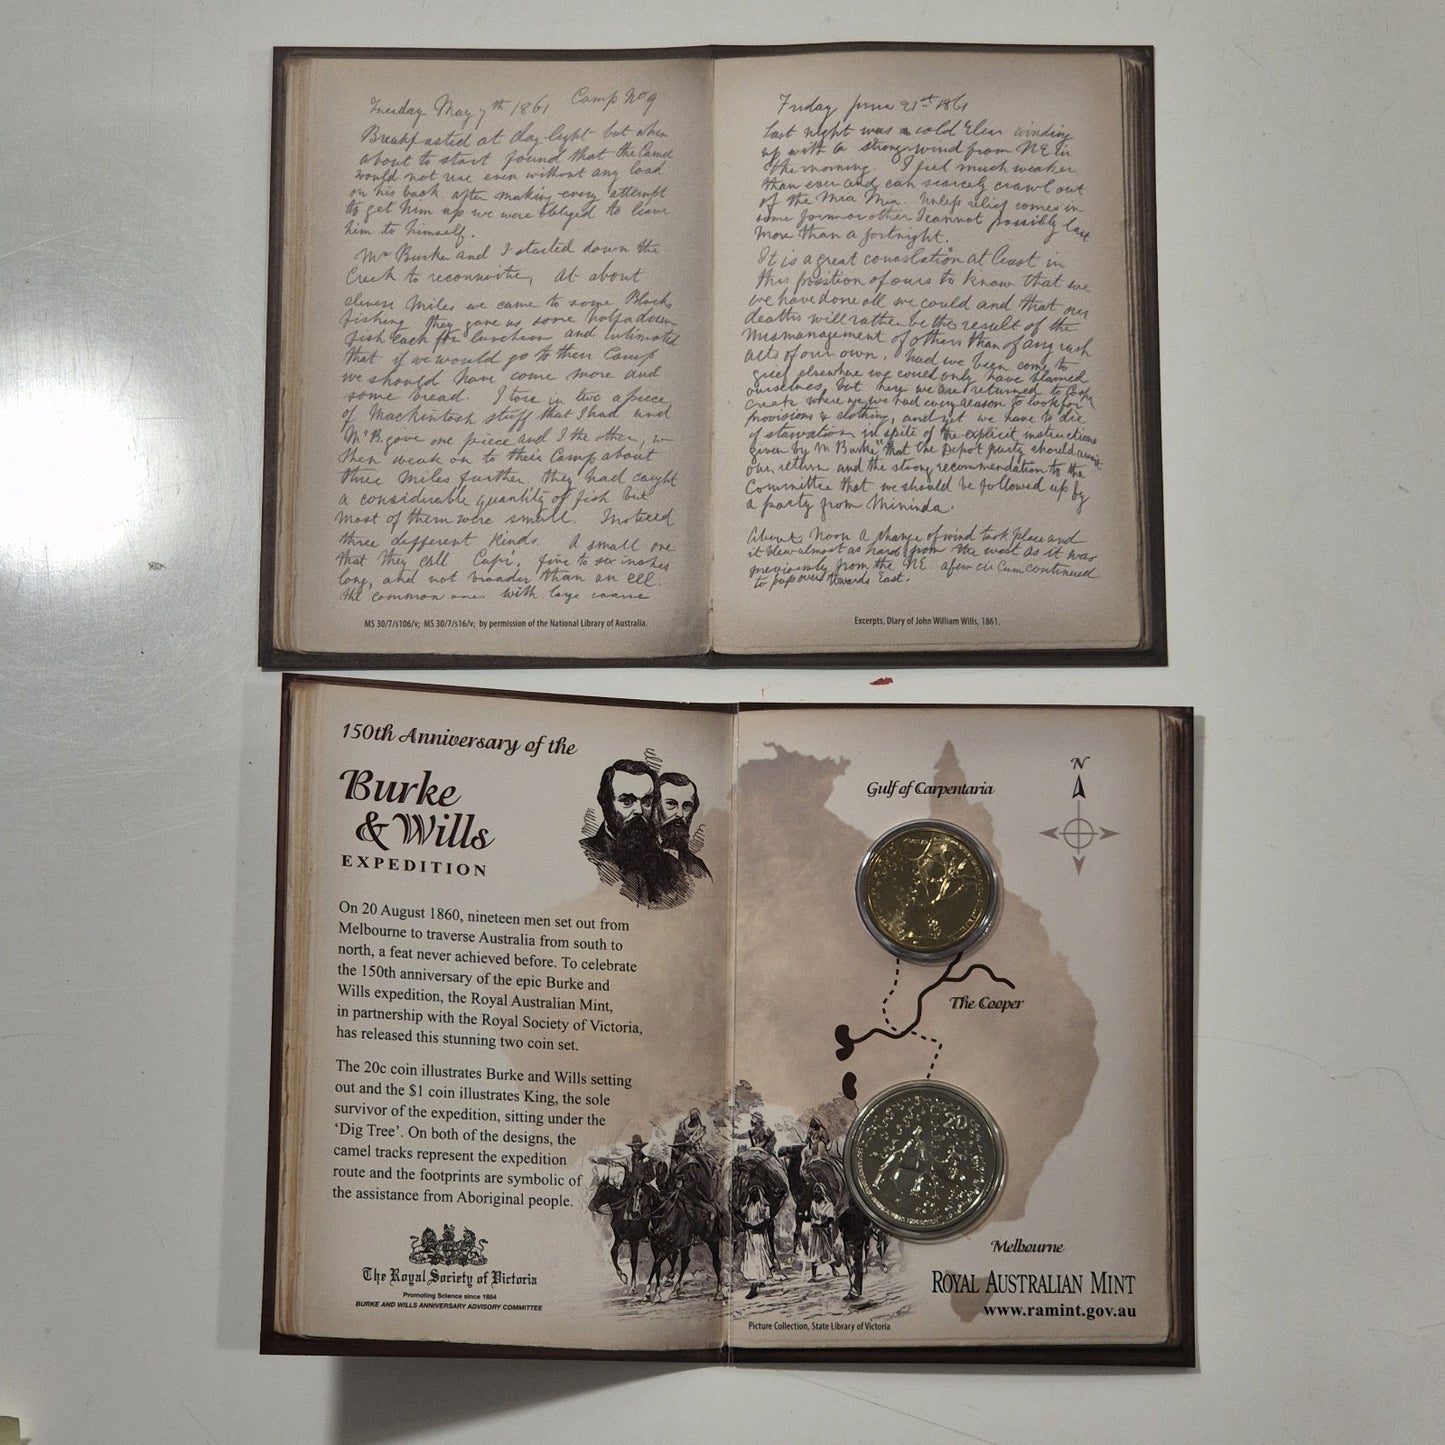 Tuesday May 7th 1861 Camp No 9
Breakfasted at day light but when
about to start found that the Camel
would not rise even without any load
on his back. after making every attempt
to get him up we were obliged to leave
him to himself.
Mr Burke and I started down the
Creek to reconnoitre, at about
eleven miles we came to some Blacks
fishing they gave us some half a dozen
fish each for luncheon and intimated
that if we would go to their Camp
we should have some more and
some bread. I tore in two a piece
of Mackintosh stuff that I had and
Mr B. gave one piece and I the other, we
then went on to their Camp about
three miles further. they had caught
a considerable quantity of fish but
most of them were small. I noticed
three different kinds. A small one
that they call Cupi, five to six inches
long, and not broader than an eel.
the common ones with large coarse
MS 30/7/s106/v; MS 30/7/s16/v; by permission of the National Library of Australia.
Friday June 21st 1861
Last night was a cold clear winding
up with a strong wind from NE in
the morning. I feel much weaker
than ever and can scarcely crawl out
of the Mia Mia. Unless relief comes in
some form or other I cannot possibly last
more than a fortnight.
It is a great consolation at least in
this position of ours to know that we
we have done all we could and that our
deaths will rather be the result of the
mismanagement of others than of any rash
acts of our own. Had we been come to
grief elsewhere we could only have blamed
ourselves but here we are returned to Coopers
Creek where we we had every reason to look for
provisions & clothing, and yet we have to die
of starvation in spite of the explicit instructions
given by Mr Burke "that the Depot party should await
our return and the strong recommendation to the
Committee that we should be followed up by
a party from Mininda.
About Noon a change of wind took place and
it blew almost as hard from the west as it was
previously from the NE. a few cir Cum continued
to pass over towards East.
Excerpts, Diary of John William Wills, 1861.
150th Anniversary of the
Burke
& Wills
EXPEDITION
On 20 August 1860, nineteen men set out from
Melbourne to traverse Australia from south to
north, a feat never achieved before. To celebrate
the 150th anniversary of the epic Burke and
Wills expedition, the Royal Australian Mint,
in partnership with the Royal Society of Victoria,
has released this stunning two coin set.
The 20c coin illustrates Burke and Wills setting
out and the $1 coin illustrates King, the sole
survivor of the expedition, sitting under the
'Dig Tree'. On both of the designs, the
camel tracks represent the expedition
route and the footprints are symbolic of
the assistance from Aboriginal people.
The Royal Society of Victoria
Promoting Science since 1854
BURKE AND WILLS ANNIVERSARY ADVISORY COMMITTEE
N
Gulf of Carpentaria
The Cooper
20
Melbourne
ROYAL AUSTRALIAN MINT
www.ramint.gov.au
Picture Collection, State Library of Victoria